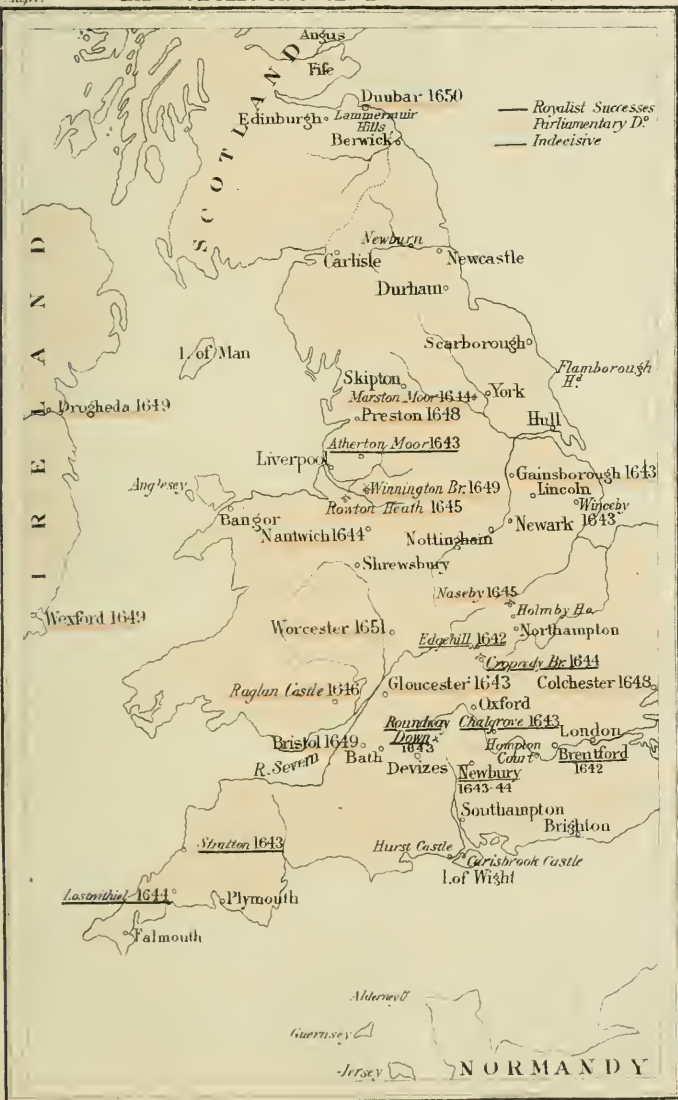 Angus
Fife
SCOTLAND
Dunbar 1650
Edinburgh
Lammermuir
Hills
Berwick
Royalist Successes
Parliamentary Dº
Indecisive
Newburn
Carlisle
Newcastle
Durham
IRELAND
I. of Man
Scarborough
Flamborough
Hd.
Skipton
Marston Moor 1644
York
Drogheda 1649
Preston 1648
Hull
Atherton Moor 1643
Liverpool
Gainsborough 1643
Lincoln
Anglesey
Winnington Br. 1649
Winceby
1643
Rowton Heath 1645
Bangor
Newark
Nantwich 1644
Nottingham
Shrewsbury
Naseby 1645
Holmby Ho.
Wexford 1649
Worcester 1651
Northampton
Edgehill 1642
Cropredy Br. 1644
Raglan Castle 1646
Gloucester 1643
Colchester 1648
Oxford
Roundway
Down
1643
Chalgrove 1643
London
Bristol 1649
Bath
Hampton
Court
Brentford
1642
R. Severn
Devizes
Newbury
1643-44
Southampton
Brighton
Stratton 1643
Hurst Castle
Carisbrook Castle
I. of Wight
Lostwithiel 1644
Plymouth
Falmouth
Alderney
Guernsey
Jersey
NORMANDY